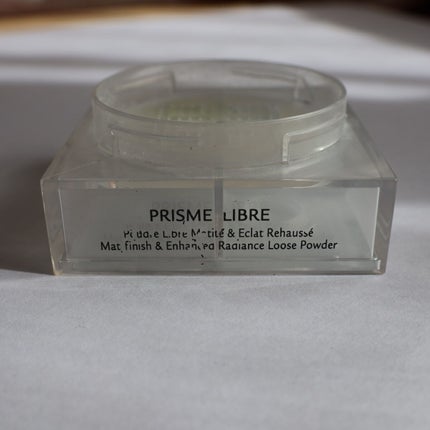 PRISME LIBRE
Poudre Libre Matité & Eclat Rehaussé
Mat finish & Enhanced Radiance Loose Powder